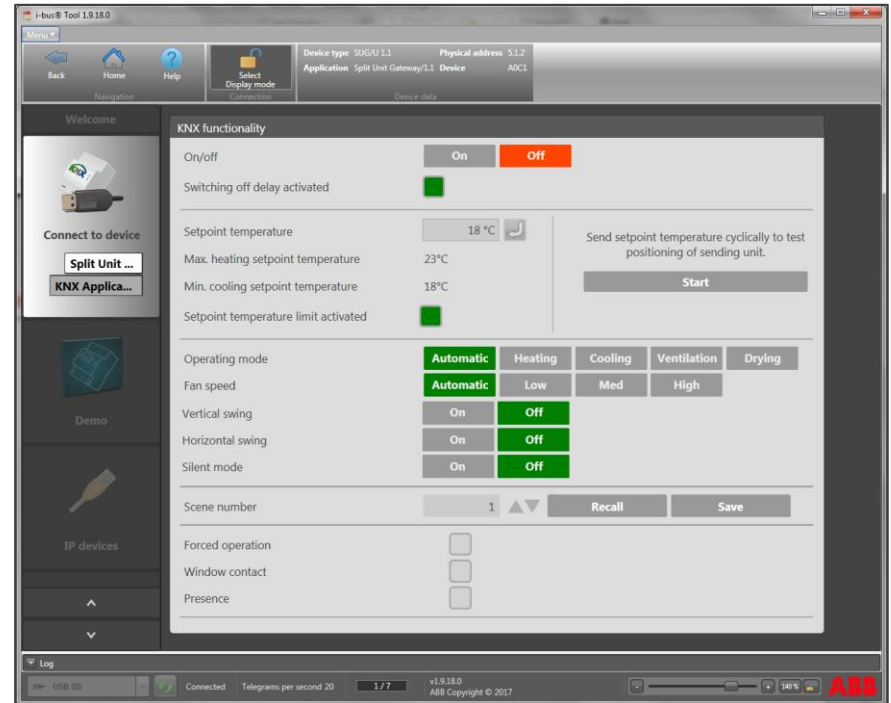 i-bus® Tool 1.9.18.0
Menu
Back
Home
Help
Navigation
Select
Display mode
Connection
Device type SUG/U 1.1 Physical address 5.1.2
Application Split Unit Gateway/1.1 Device A0C1
Device data
Welcome
Connect to device
Split Unit ...
KNX Applica...
Demo
IP devices
KNX functionality
On/off On Off
Switching off delay activated
Setpoint temperature 18 °C
Max. heating setpoint temperature 23°C
Min. cooling setpoint temperature 18°C
Setpoint temperature limit activated
Send setpoint temperature cyclically to test
positioning of sending unit.
Start
Operating mode Automatic Heating Cooling Ventilation Drying
Fan speed Automatic Low Med High
Vertical swing On Off
Horizontal swing On Off
Silent mode On Off
Scene number 1 Recall Save
Forced operation
Window contact
Presence
Log
USB (0) Connected Telegrams per second 20 1/7
v1.9.18.0
ABB Copyright © 2017
140 %
ABB